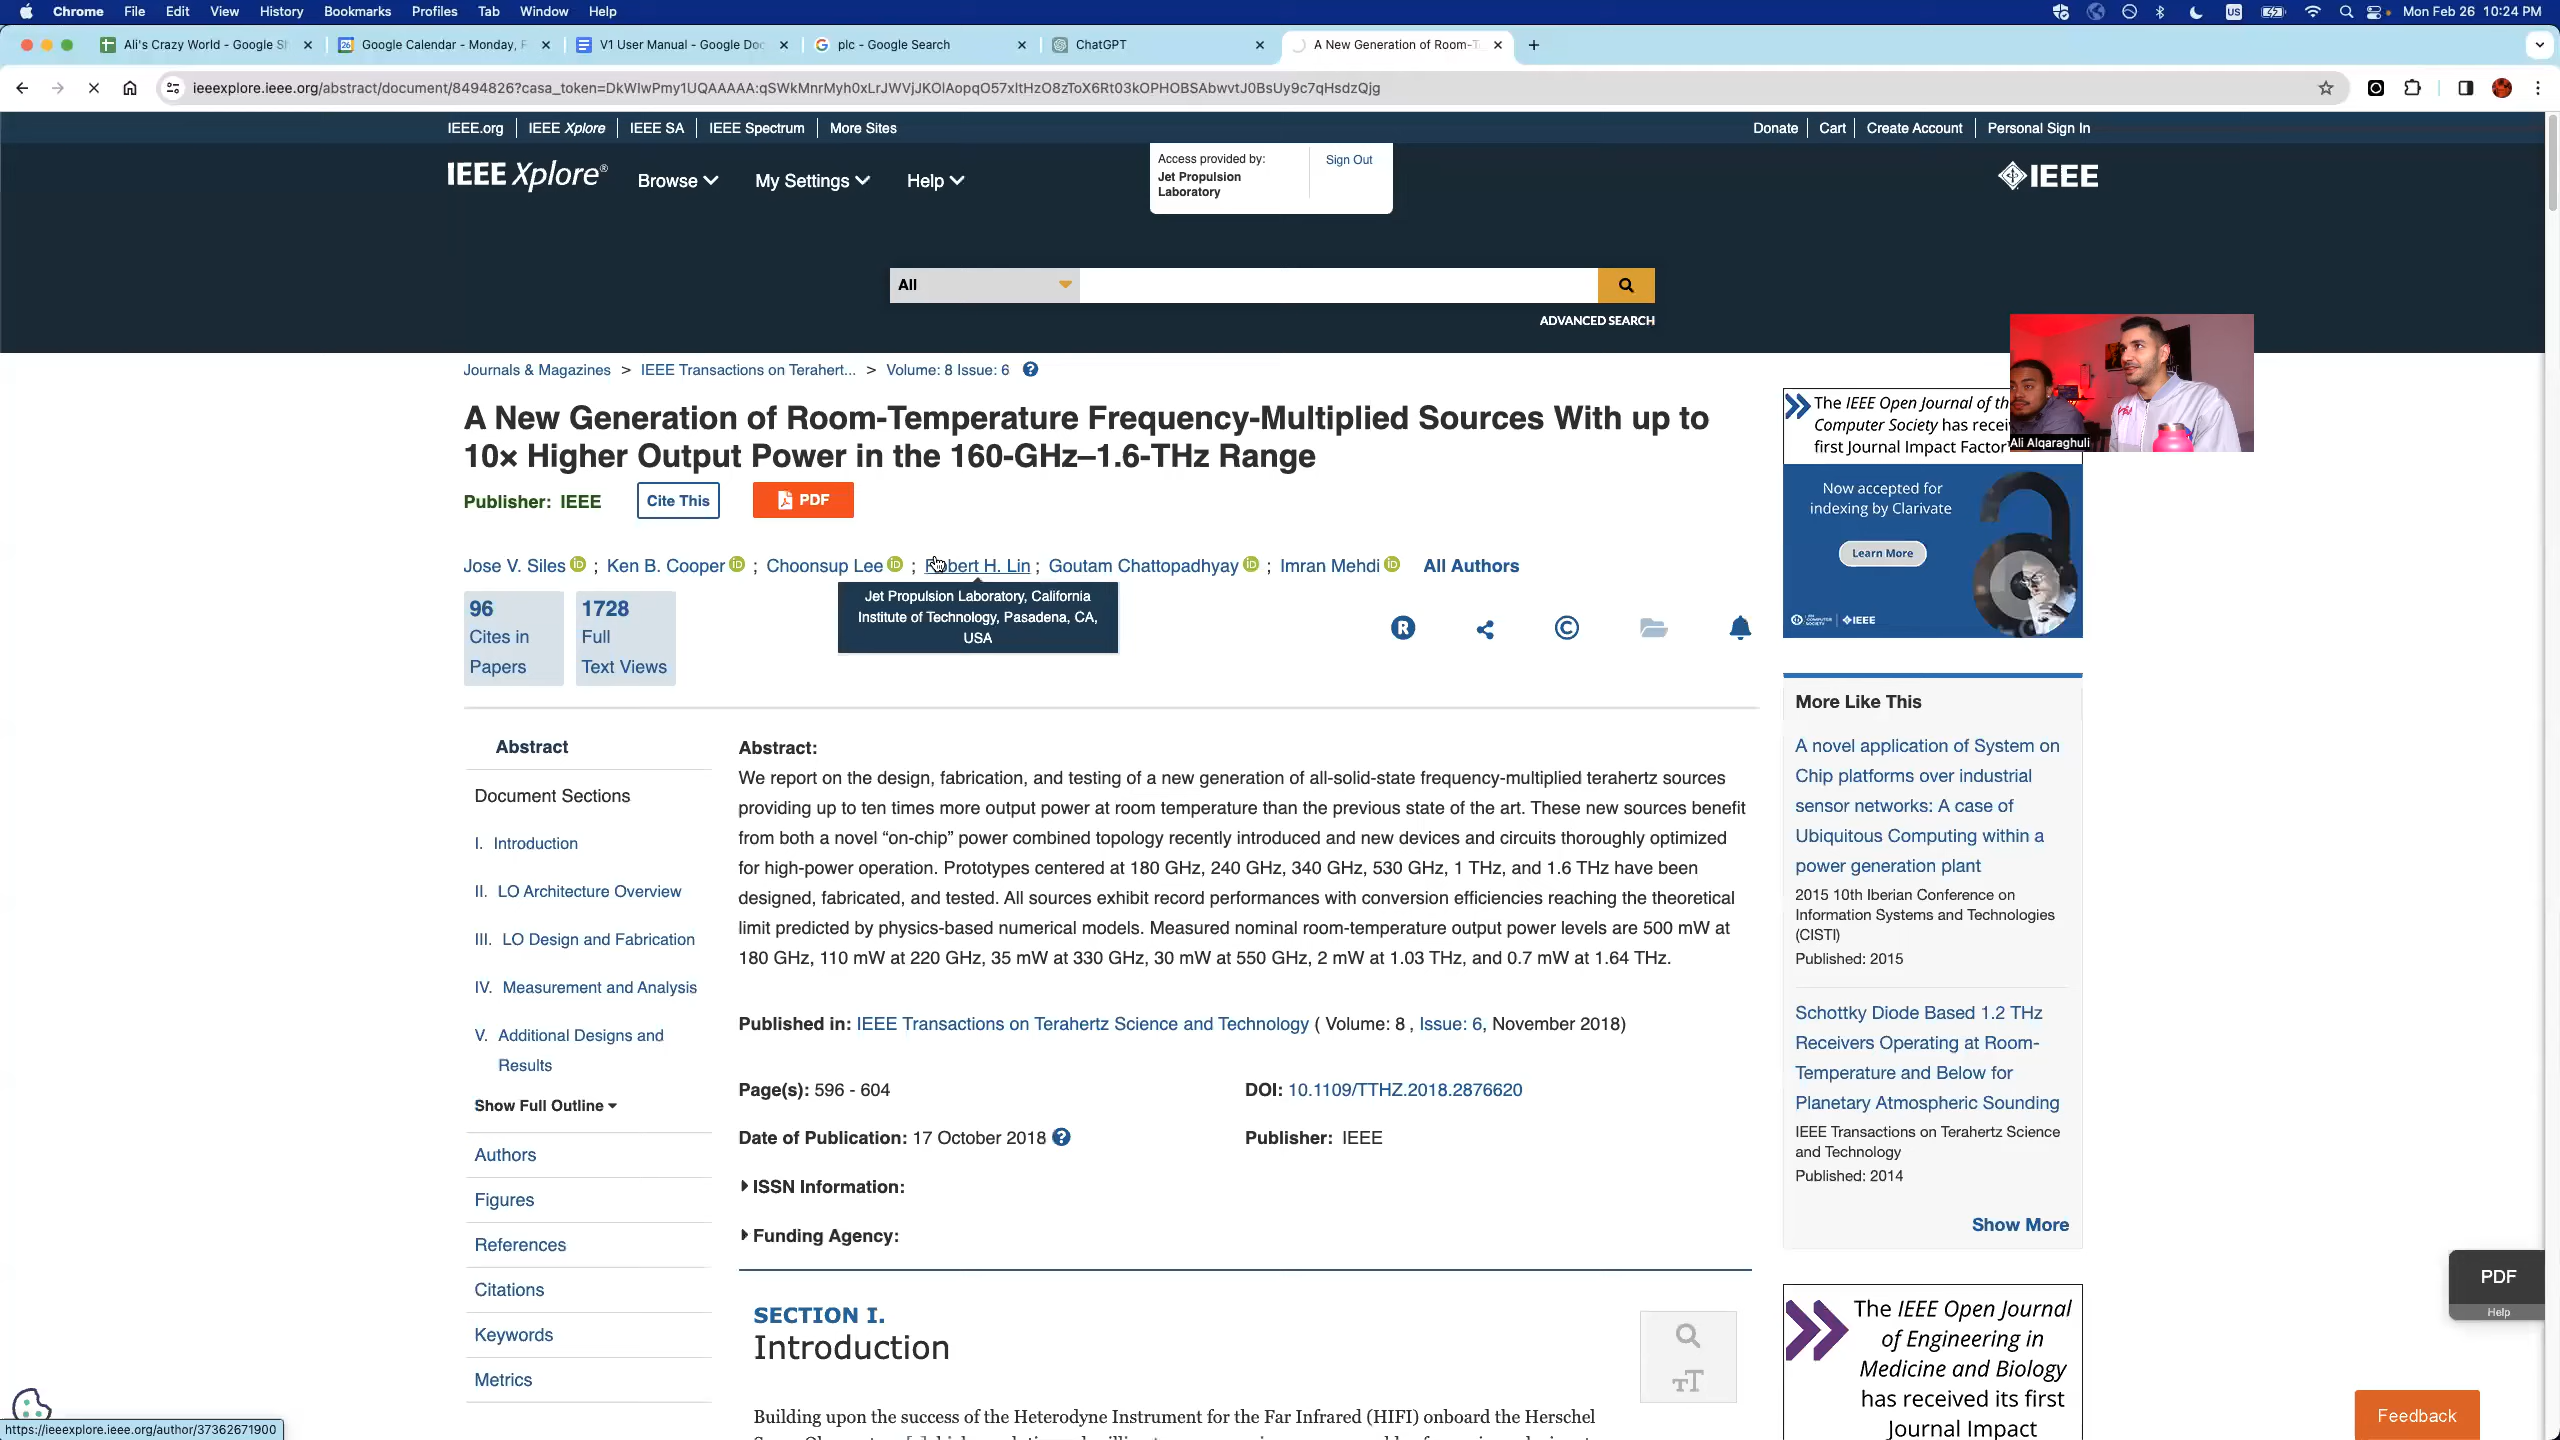 Chrome File Edit View History Bookmarks Profiles Tab Window Help
US Mon Feb 26 10:24 PM
Ali's Crazy World - Google Sh
Google Calendar - Monday, F
V1 User Manual - Google Doc
plc - Google Search
ChatGPT
A New Generation of Room-T
ieeexplore.ieee.org/abstract/document/8494826?casa_token=DkWIwPmy1UQAAAAA:qSWkMnrMyh0xLrJWVjJKOlAopqO57xltHzO8zToX6Rt03kOPHOBSAbwvtJ0BsUy9c7qHsdzQjg
IEEE.org IEEE Xplore IEEE SA IEEE Spectrum More Sites
Donate Cart Create Account Personal Sign In
IEEE Xplore®
Browse My Settings Help
Access provided by:
Jet Propulsion
Laboratory
Sign Out
IEEE
All
ADVANCED SEARCH
Journals & Magazines > IEEE Transactions on Terahert... > Volume: 8 Issue: 6
A New Generation of Room-Temperature Frequency-Multiplied Sources With up to
10× Higher Output Power in the 160-GHz–1.6-THz Range
Publisher: IEEE Cite This PDF
Jose V. Siles ; Ken B. Cooper ; Choonsup Lee ; Robert H. Lin ; Goutam Chattopadhyay ; Imran Mehdi All Authors
Jet Propulsion Laboratory, California
Institute of Technology, Pasadena, CA,
USA
96
Cites in
Papers
1728
Full
Text Views
Abstract
Document Sections
I. Introduction
II. LO Architecture Overview
III. LO Design and Fabrication
IV. Measurement and Analysis
V. Additional Designs and
Results
Show Full Outline
Authors
Figures
References
Citations
Keywords
Metrics
Abstract:
We report on the design, fabrication, and testing of a new generation of all-solid-state frequency-multiplied terahertz sources
providing up to ten times more output power at room temperature than the previous state of the art. These new sources benefit
from both a novel “on-chip” power combined topology recently introduced and new devices and circuits thoroughly optimized
for high-power operation. Prototypes centered at 180 GHz, 240 GHz, 340 GHz, 530 GHz, 1 THz, and 1.6 THz have been
designed, fabricated, and tested. All sources exhibit record performances with conversion efficiencies reaching the theoretical
limit predicted by physics-based numerical models. Measured nominal room-temperature output power levels are 500 mW at
180 GHz, 110 mW at 220 GHz, 35 mW at 330 GHz, 30 mW at 550 GHz, 2 mW at 1.03 THz, and 0.7 mW at 1.64 THz.
Published in: IEEE Transactions on Terahertz Science and Technology ( Volume: 8 , Issue: 6, November 2018)
Page(s): 596 - 604
DOI: 10.1109/TTHZ.2018.2876620
Date of Publication: 17 October 2018
Publisher: IEEE
ISSN Information:
Funding Agency:
SECTION I.
Introduction
Building upon the success of the Heterodyne Instrument for the Far Infrared (HIFI) onboard the Herschel
The IEEE Open Journal of th
Computer Society has recei
first Journal Impact Factor
Ali Alqaraghuli
Now accepted for
indexing by Clarivate
Learn More
IEEE
More Like This
A novel application of System on
Chip platforms over industrial
sensor networks: A case of
Ubiquitous Computing within a
power generation plant
2015 10th Iberian Conference on
Information Systems and Technologies
(CISTI)
Published: 2015
Schottky Diode Based 1.2 THz
Receivers Operating at Room-
Temperature and Below for
Planetary Atmospheric Sounding
IEEE Transactions on Terahertz Science
and Technology
Published: 2014
Show More
The IEEE Open Journal
of Engineering in
Medicine and Biology
has received its first
Journal Impact
PDF
Help
Feedback
https://ieeexplore.ieee.org/author/37362671900